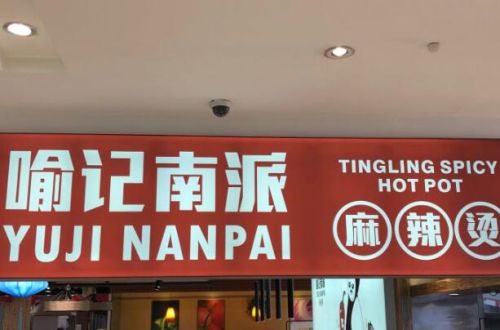 喻记南派
YUJI NANPAI
TINGLING SPICY
HOT POT
麻辣烫